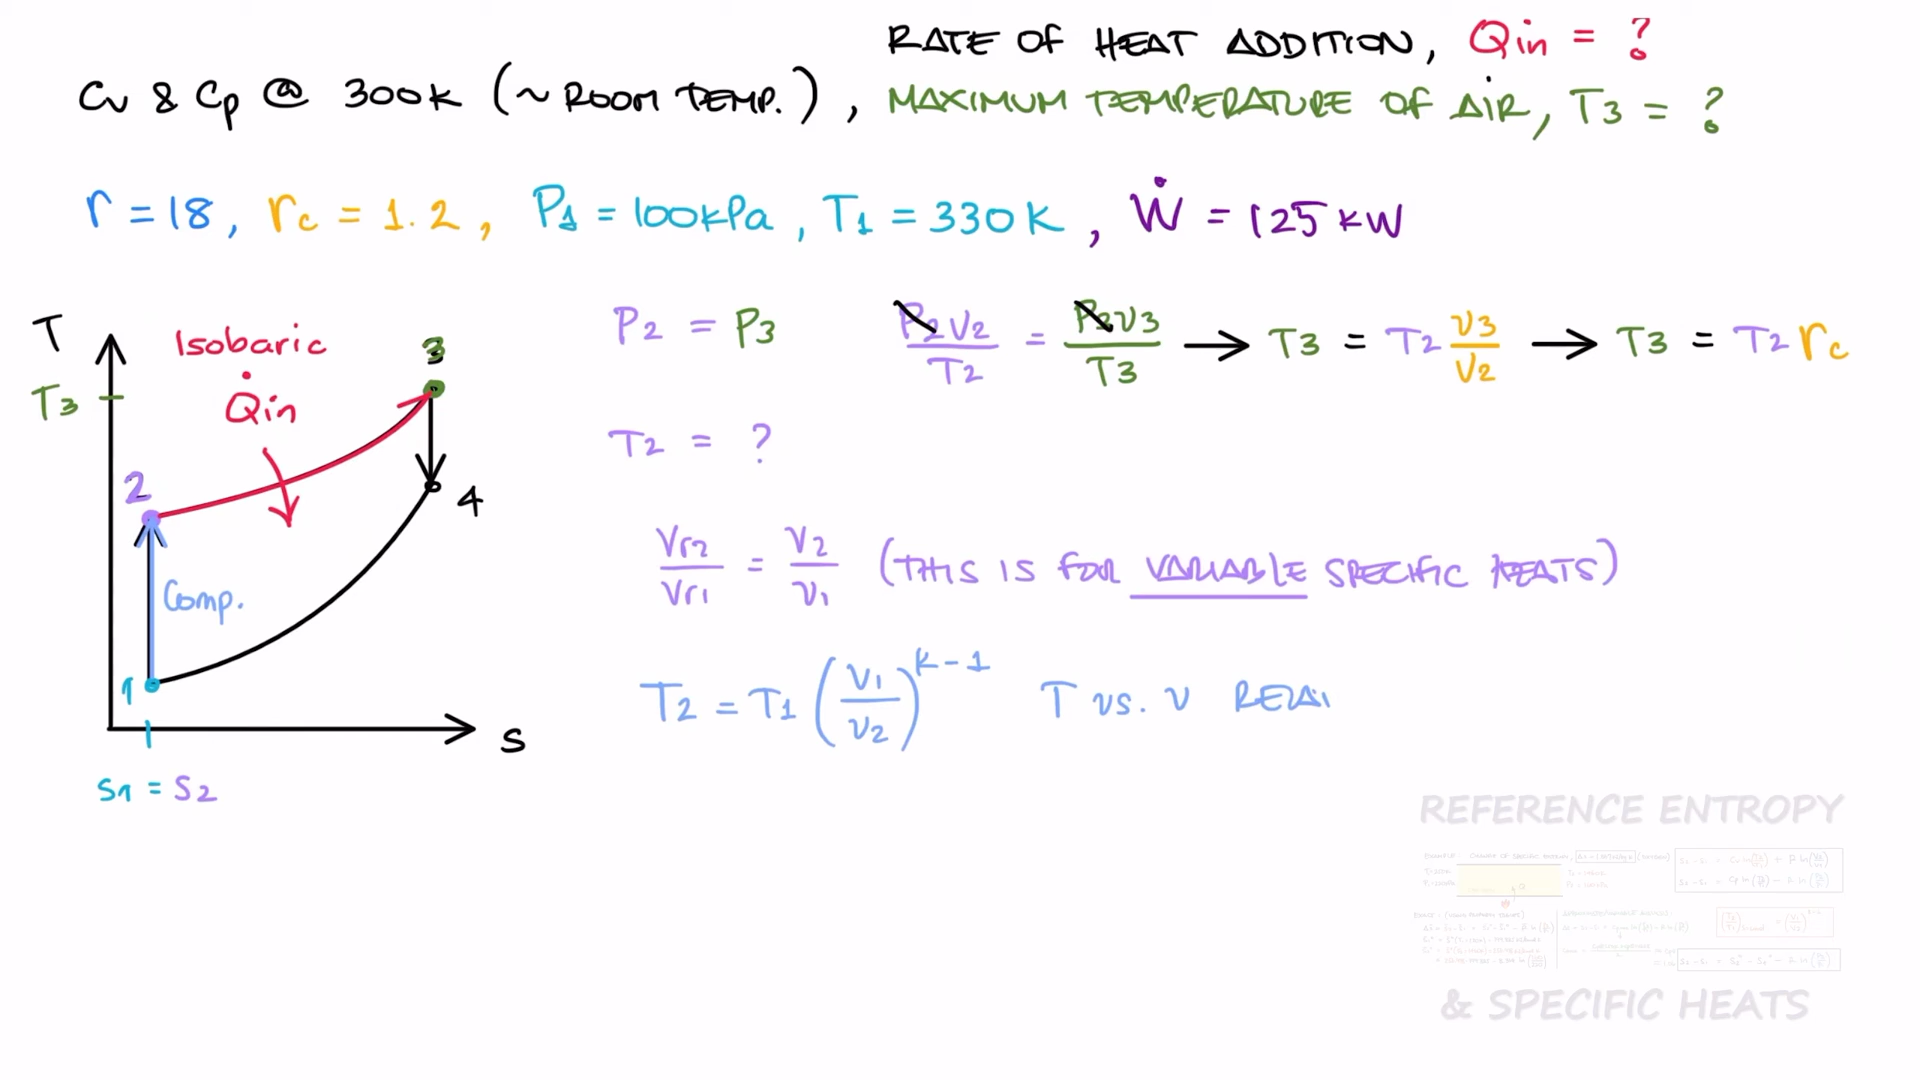 RATE OF HEAT ADDITION, Q̇in = ?
Cv & Cp @ 300K (~ROOM TEMP.), MAXIMUM TEMPERATURE OF AIR, T3 = ?
r = 18, rc = 1.2, P1 = 100kPa, T1 = 330K, Ẇ = 125 kW
T
Isobaric
Q̇in
T3
3
2
4
Comp.
1
s
s1 = s2
P2 = P3
P2v2/T2 = P3v3/T3 → T3 = T2 v3/v2 → T3 = T2 rc
T2 = ?
vr2/vr1 = v2/v1 (THIS IS FOR VARIABLE SPECIFIC HEATS)
T2 = T1 (v1/v2)^k-1 T vs. v
REFERENCE ENTROPY
& SPECIFIC HEATS